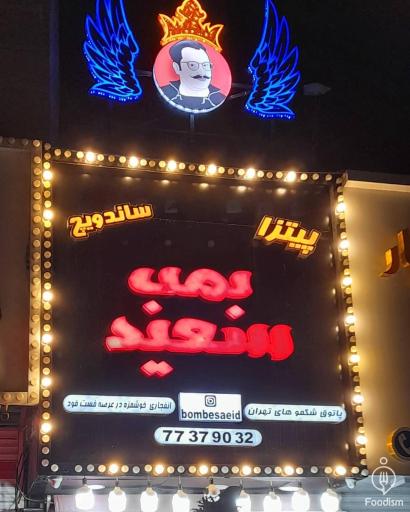 پیتزا ساندویچ
بمب
سعید
پاتوق شکمو های تهران bombesaeid انفجاری خوشمزه در عرصه فست فود
77 37 90 32
Foodism